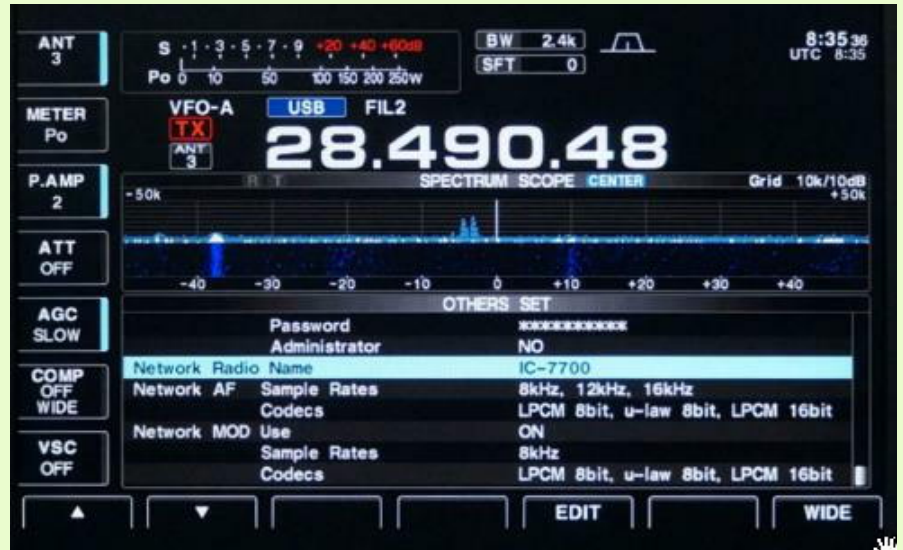 ANT
3
METER
Po
P.AMP
2
ATT
OFF
AGC
SLOW
COMP
OFF
WIDE
VSC
OFF
S ·1·3·5·7·9 +20 +40 +60dB
Po 0 10 50 100 150 200 250W
BW 2.4k
SFT 0
8:35 36
UTC 8:35
VFO-A USB FIL2
TX
ANT
3
28.490.48
R T SPECTRUM SCOPE CENTER Grid 10k/10dB
-50k +50k
-40 -30 -20 -10 0 +10 +20 +30 +40
OTHERS SET
Password **********
Administrator NO
Network Radio Name IC-7700
Network AF Sample Rates 8kHz, 12kHz, 16kHz
Codecs LPCM 8bit, u-law 8bit, LPCM 16bit
Network MOD Use ON
Sample Rates 8kHz
Codecs LPCM 8bit, u-law 8bit, LPCM 16bit
▲ ▼ EDIT WIDE